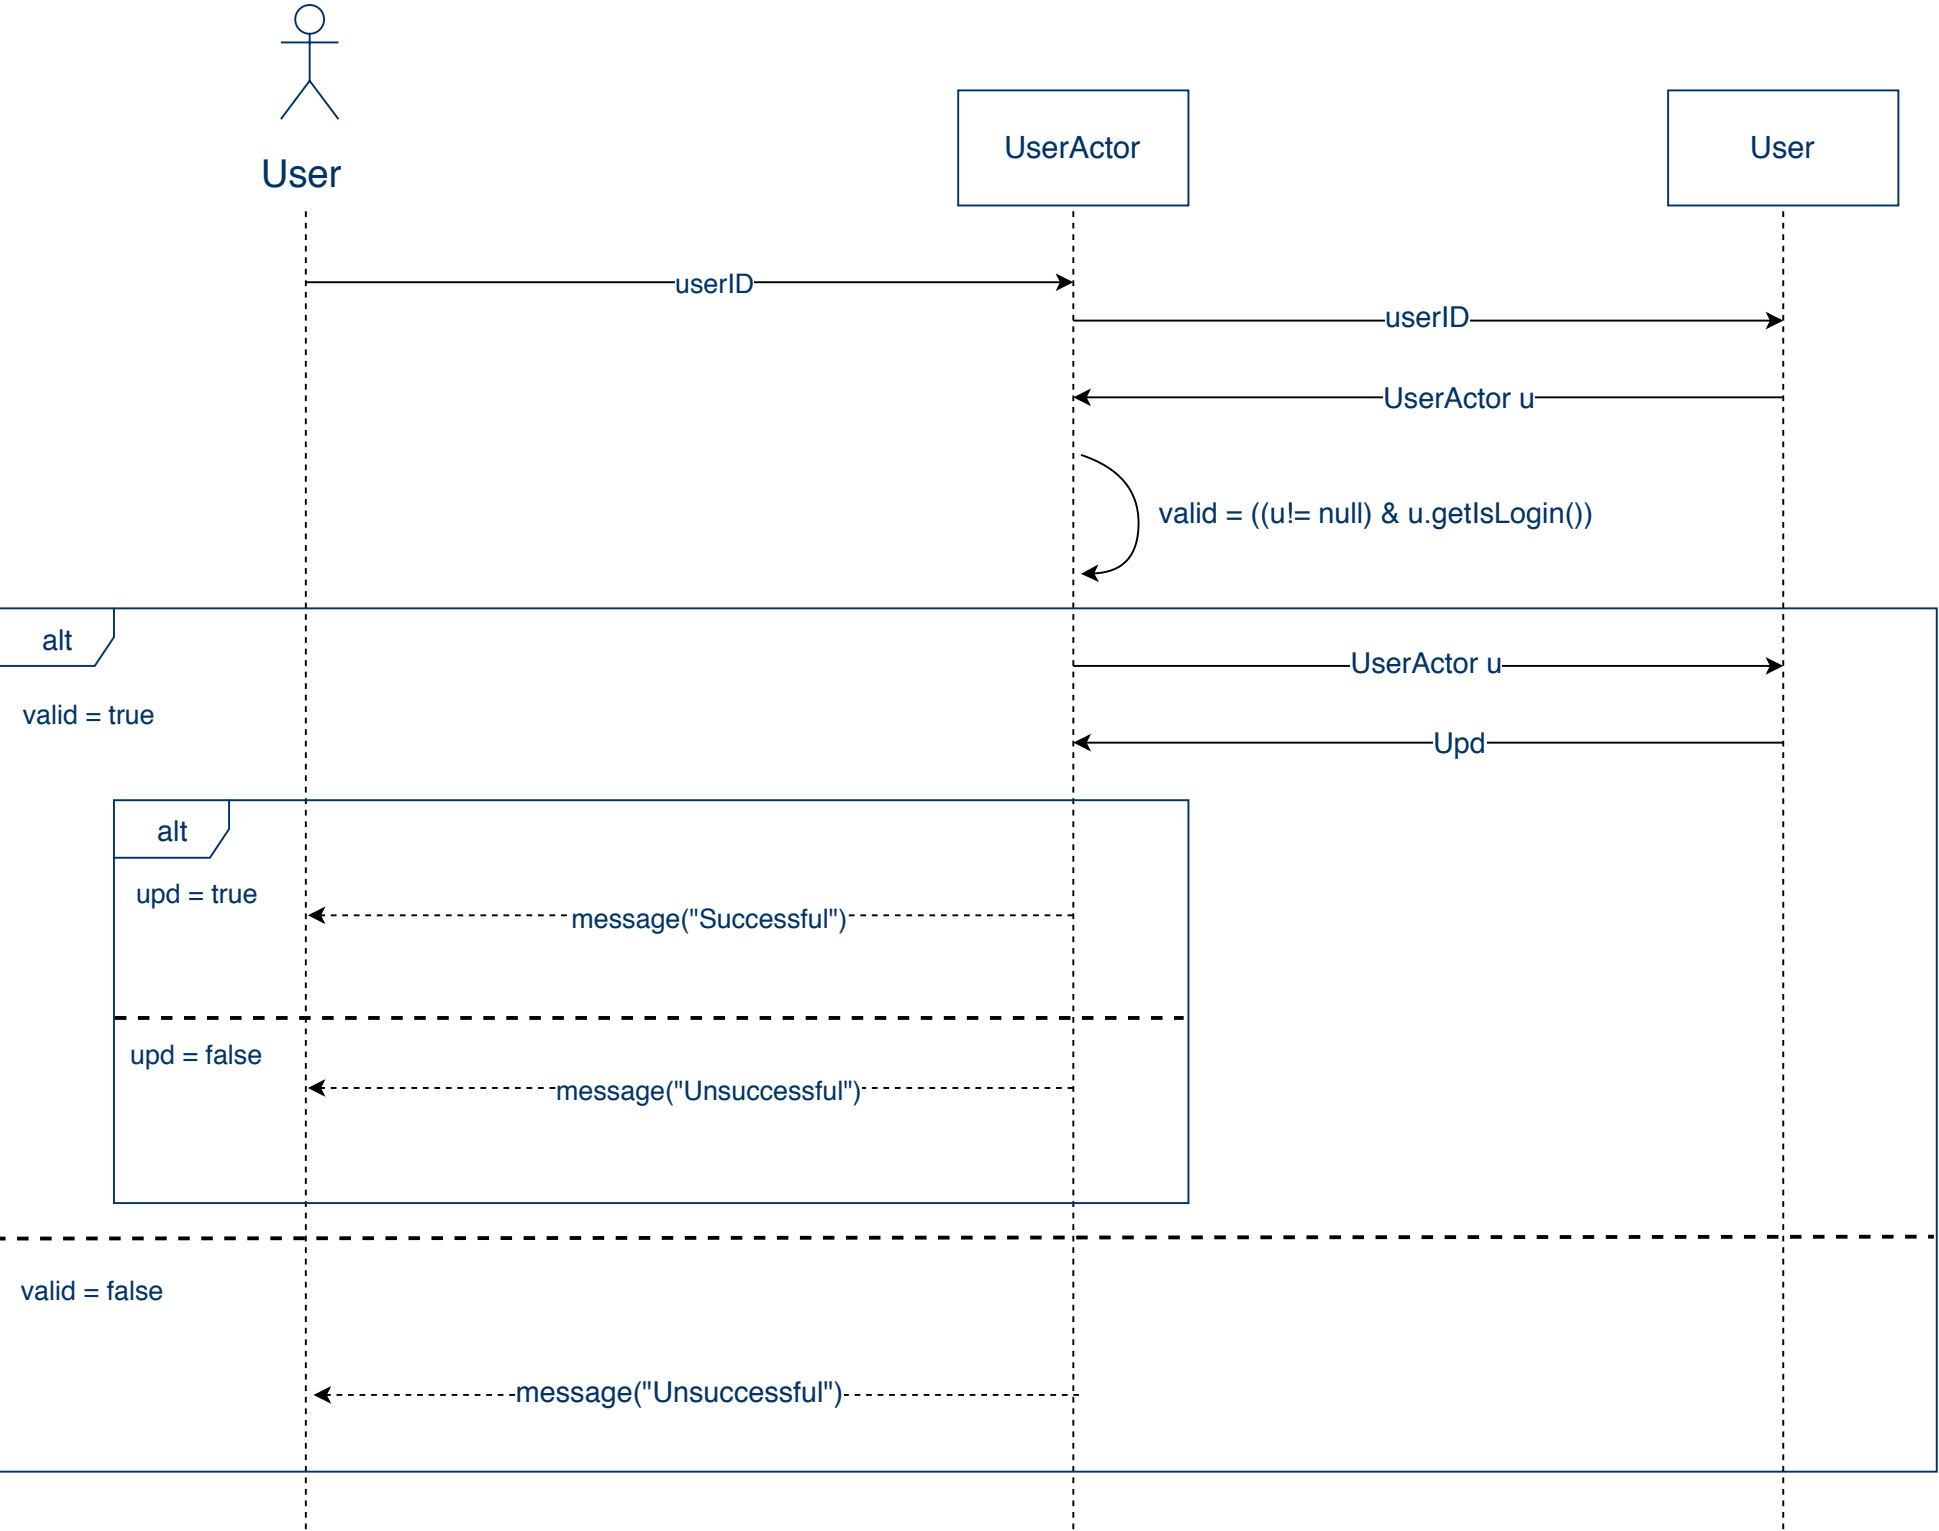 User
UserActor
User
userID
userID
UserActor u
valid = ((u!= null) & u.getIsLogin())
alt
UserActor u
valid = true
Upd
alt
upd = true
message("Successful")
upd = false
message("Unsuccessful")
valid = false
message("Unsuccessful")